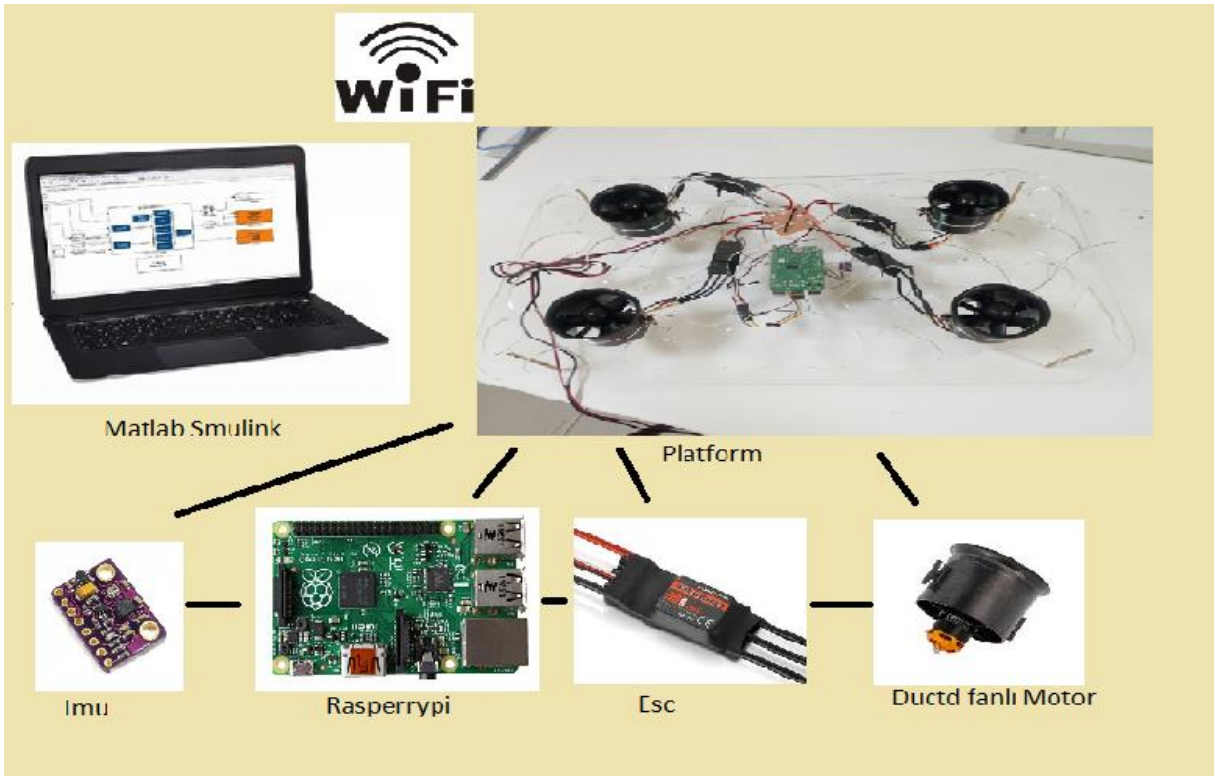 WiFi
Matlab Smulink
Platform
Imu
Rasperrypi
Esc
Ductd fanlı Motor